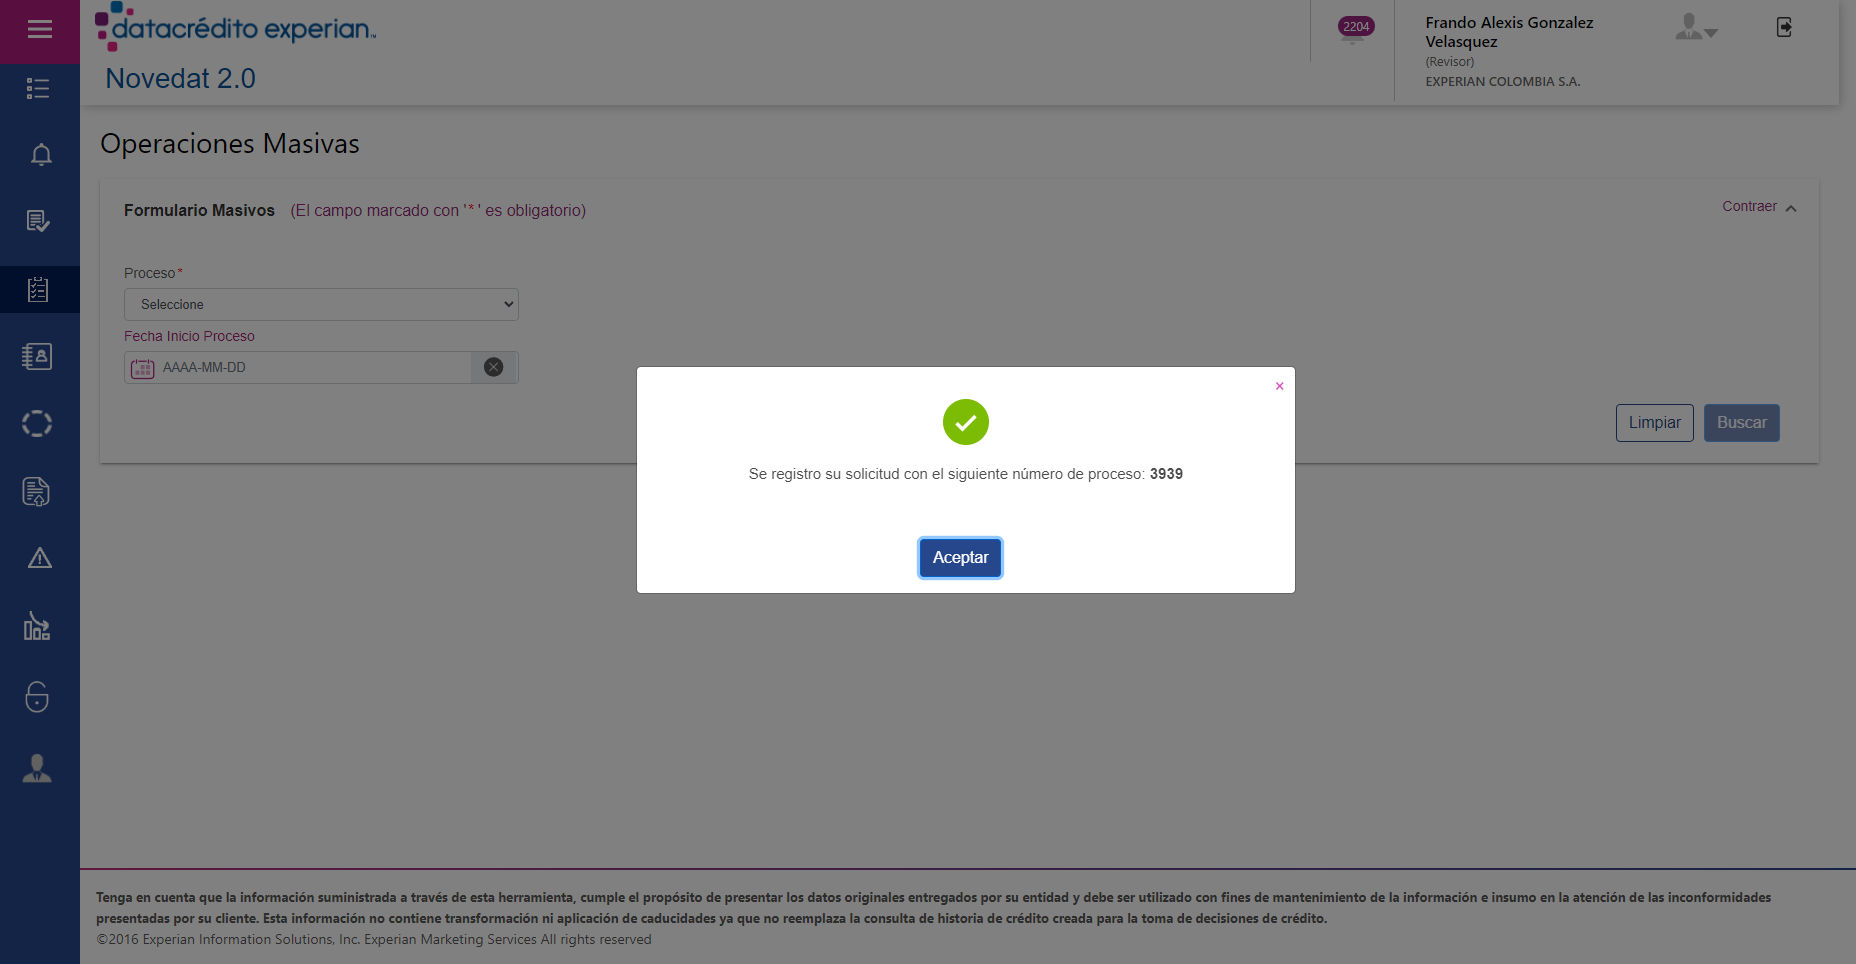 datacrédito experian™
Novedat 2.0
2204
Frando Alexis Gonzalez
Velasquez
(Revisor)
EXPERIAN COLOMBIA S.A.
Operaciones Masivas
Formulario Masivos (El campo marcado con '*' es obligatorio)
Contraer
Proceso*
Seleccione
Fecha Inicio Proceso
AAAA-MM-DD
Limpiar
Buscar
×
Se registro su solicitud con el siguiente número de proceso: 3939
Aceptar
Tenga en cuenta que la información suministrada a través de esta herramienta, cumple el propósito de presentar los datos originales entregados por su entidad y debe ser utilizado con fines de mantenimiento de la información e insumo en la atención de las inconformidades
presentadas por su cliente. Esta información no contiene transformación ni aplicación de caducidades ya que no reemplaza la consulta de historia de crédito creada para la toma de decisiones de crédito.
©2016 Experian Information Solutions, Inc. Experian Marketing Services All rights reserved